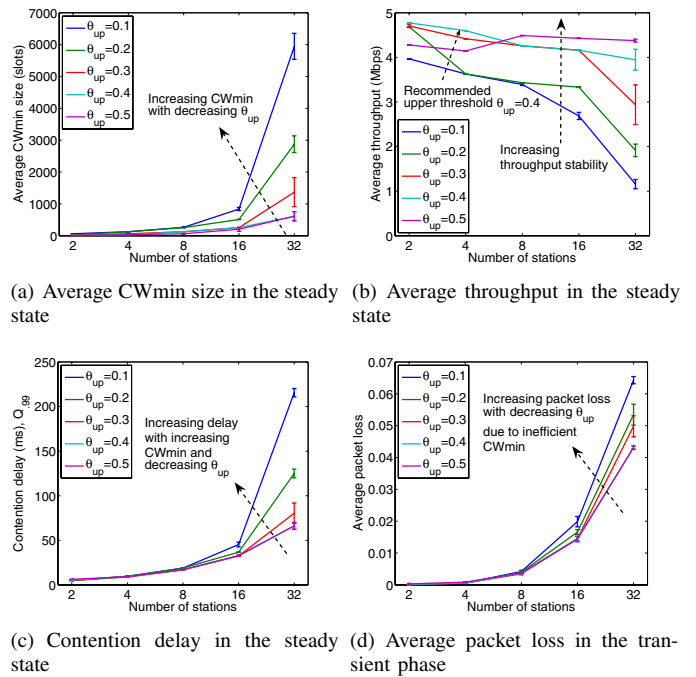 7000
6000
5000
4000
3000
2000
1000
0
Average CWmin size (slots)
θup=0.1
θup=0.2
θup=0.3
θup=0.4
θup=0.5
Increasing CWmin
with decreasing θup
2 4 8 16 32
Number of stations
(a) Average CWmin size in the steady
state
5
4
3
2
1
0
Average throughput (Mbps)
Recommended
upper threshold θup=0.4
θup=0.1
θup=0.2
θup=0.3
θup=0.4
θup=0.5
Increasing
throughput stability
2 4 8 16 32
Number of stations
(b) Average throughput in the steady
state
250
200
150
100
50
0
Contention delay (ms), Q.99
θup=0.1
θup=0.2
θup=0.3
θup=0.4
θup=0.5
Increasing delay
with increasing
CWmin and
decreasing θup
2 4 8 16 32
Number of stations
(c) Contention delay in the steady
state
0.07
0.06
0.05
0.04
0.03
0.02
0.01
0
Average packet loss
θup=0.1
θup=0.2
θup=0.3
θup=0.4
θup=0.5
Increasing packet loss
with decreasing θup
due to inefficient
CWmin
2 4 8 16 32
Number of stations
(d) Average packet loss in the tran-
sient phase